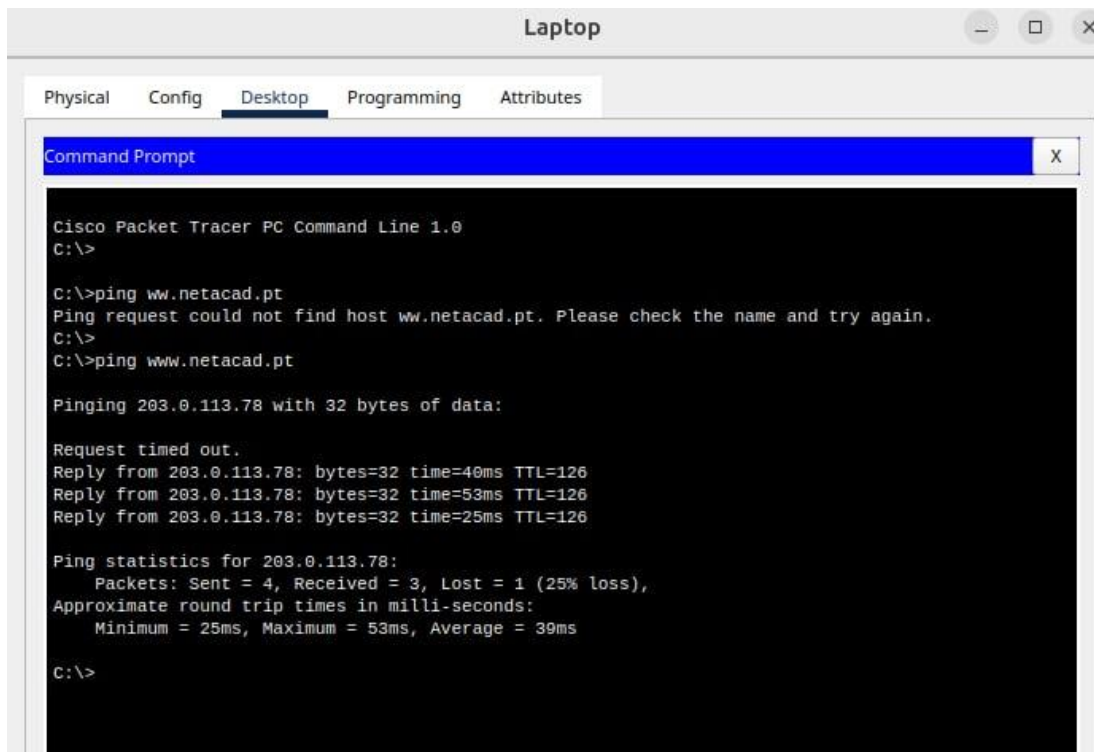 Laptop
Physical Config Desktop Programming Attributes
Command Prompt X
Cisco Packet Tracer PC Command Line 1.0
C:\>
C:\>ping ww.netacad.pt
Ping request could not find host ww.netacad.pt. Please check the name and try again.
C:\>
C:\>ping www.netacad.pt
Pinging 203.0.113.78 with 32 bytes of data:
Request timed out.
Reply from 203.0.113.78: bytes=32 time=40ms TTL=126
Reply from 203.0.113.78: bytes=32 time=53ms TTL=126
Reply from 203.0.113.78: bytes=32 time=25ms TTL=126
Ping statistics for 203.0.113.78:
    Packets: Sent = 4, Received = 3, Lost = 1 (25% loss),
Approximate round trip times in milli-seconds:
    Minimum = 25ms, Maximum = 53ms, Average = 39ms
C:\>